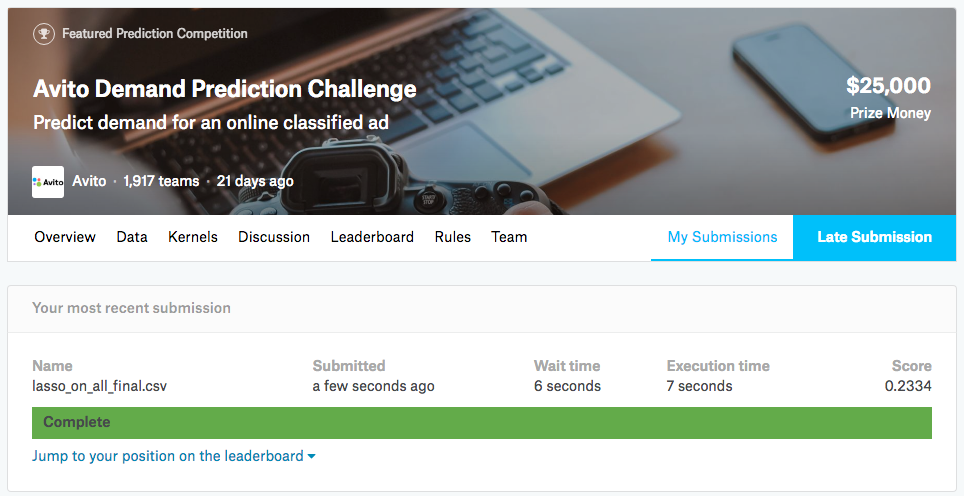 Featured Prediction Competition
Avito Demand Prediction Challenge
Predict demand for an online classified ad
$25,000
Prize Money
Avito
Avito · 1,917 teams · 21 days ago
START
STOP
Overview Data Kernels Discussion Leaderboard Rules Team My Submissions Late Submission
Your most recent submission
Name Submitted Wait time Execution time Score
lasso_on_all_final.csv a few seconds ago 6 seconds 7 seconds 0.2334
Complete
Jump to your position on the leaderboard